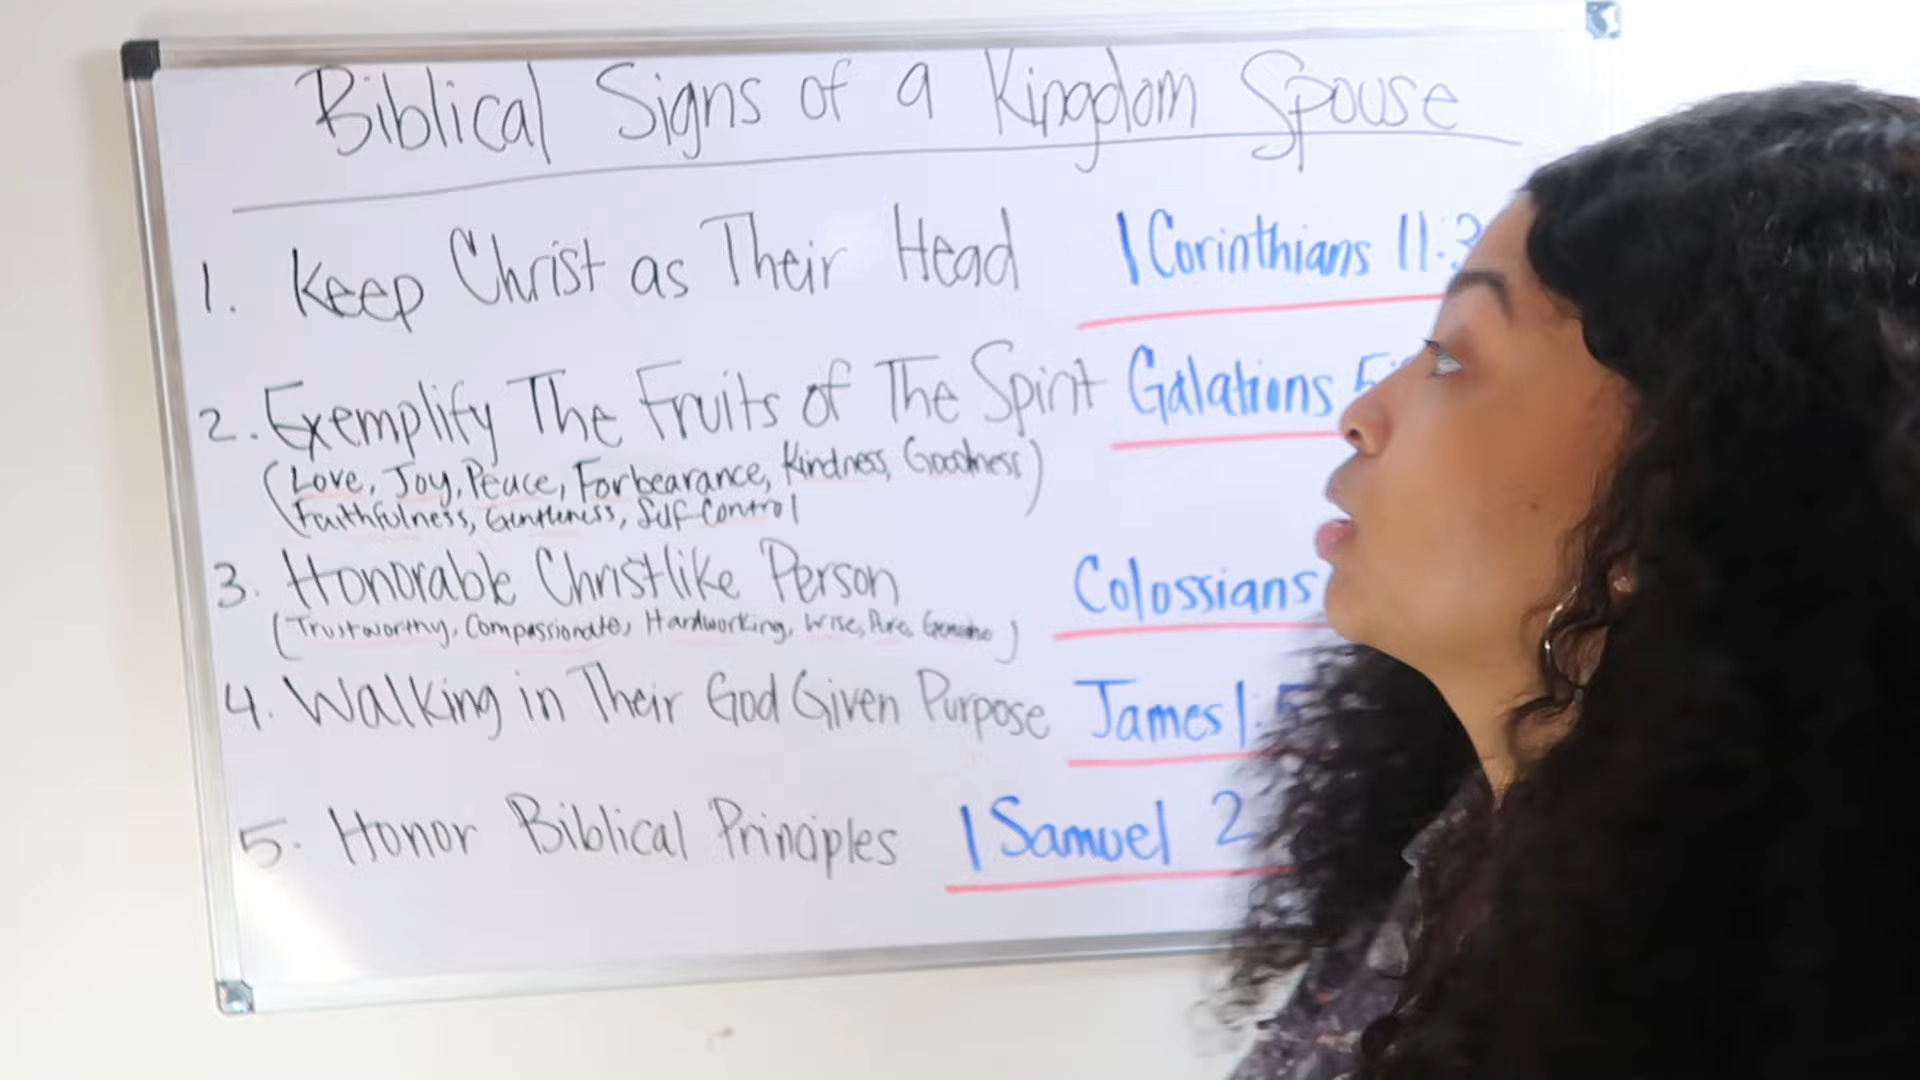 Biblical Signs of a Kingdom Spouse
1. Keep Christ as Their Head 1 Corinthians 11:3
2. Exemplify The Fruits of The Spirit Galations 5:
(Love, Joy, Peace, Forbearance, Kindness, Goodness)
Faithfulness, Gentleness, Self-Control
3. Honorable Christlike Person Colossians
(Trustworthy, Compassionate, Hardworking, Wise, Pure, Genuine)
4. Walking in Their God Given Purpose James 1:5
5. Honor Biblical Principles 1 Samuel 2